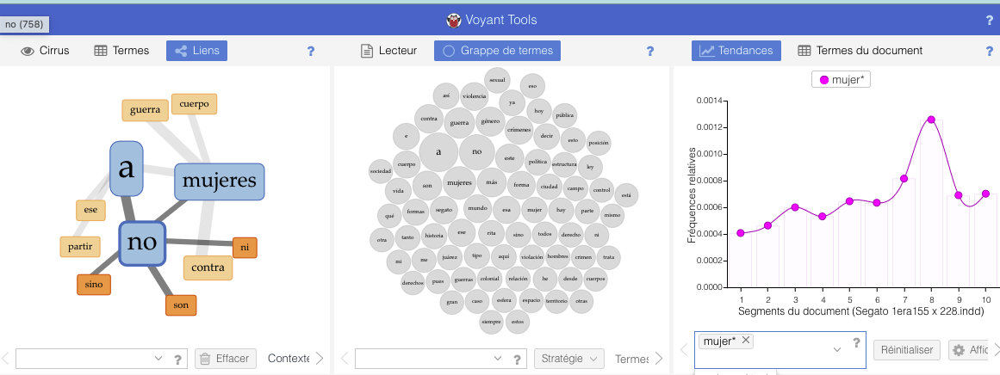 no (758)
Voyant Tools
?
Cirrus
Termes
Liens
?
Lecteur
Grappe de termes
?
Tendances
Termes du document
?
guerra
cuerpo
a
mujeres
ese
partir
no
ni
contra
sino
son
sexual
eso
así
violencia
ya
hoy
pública
contra
guerra
género
crímenes
decir
esto
posición
e
a
no
este
política
estructura
ley
sociedad
cuerpo
son
mujeres
más
forma
ciudad
campo
control
está
vida
qué
formas
segato
mundo
esa
mujer
hay
parte
mismo
otra
tanto
historia
ese
rita
sino
todos
derecho
ni
mi
me
juárez
tipo
aquí
violación
hombres
crimen
trata
derechos
pues
guerras
colonial
relación
he
desde
cuerpos
gran
caso
esfera
espacio
territorio
otras
siempre
estos
mujer*
Fréquences relatives
0.0014
0.0012
0.0010
0.0008
0.0006
0.0004
0.0002
0.0000
1 2 3 4 5 6 7 8 9 10
Segments du document (Segato 1era155 x 228.indd)
?
Effacer
Contexte
?
Stratégie
Termes
mujer*
?
Réinitialiser
Affic